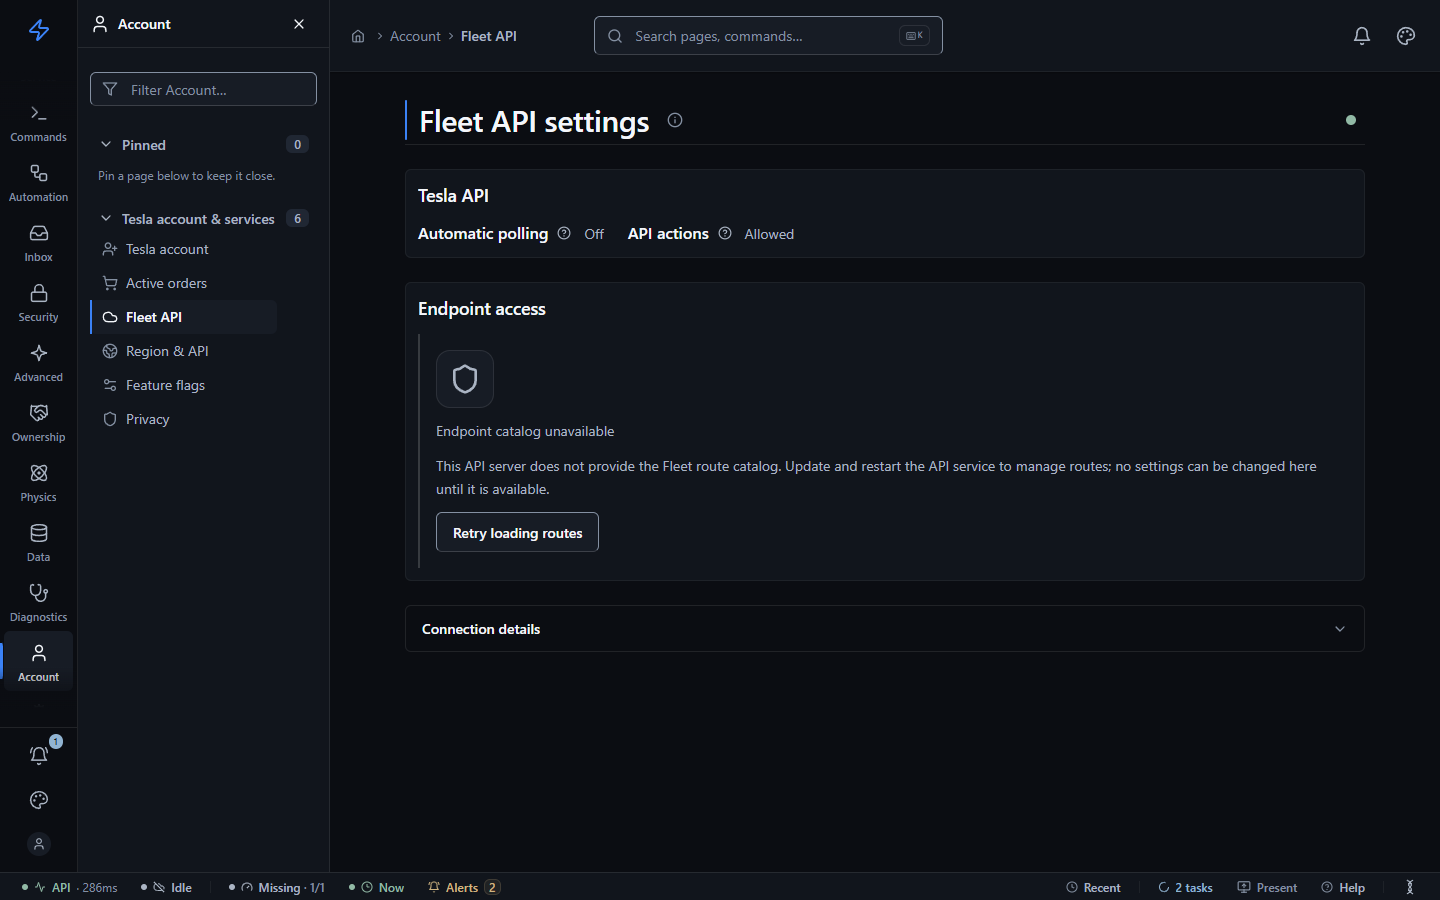 Account
Account
Fleet API
Search pages, commands...
K
Filter Account...
Commands
Automation
Inbox
Security
Advanced
Ownership
Physics
Data
Diagnostics
Account
1
Pinned
0
Pin a page below to keep it close.
Tesla account & services
6
Tesla account
Active orders
Fleet API
Region & API
Feature flags
Privacy
Fleet API settings
Tesla API
Automatic polling
Off
API actions
Allowed
Endpoint access
Endpoint catalog unavailable
This API server does not provide the Fleet route catalog. Update and restart the API service to manage routes; no settings can be changed here
until it is available.
Retry loading routes
Connection details
API · 286ms
Idle
Missing · 1/1
Now
Alerts 2
Recent
2 tasks
Present
Help